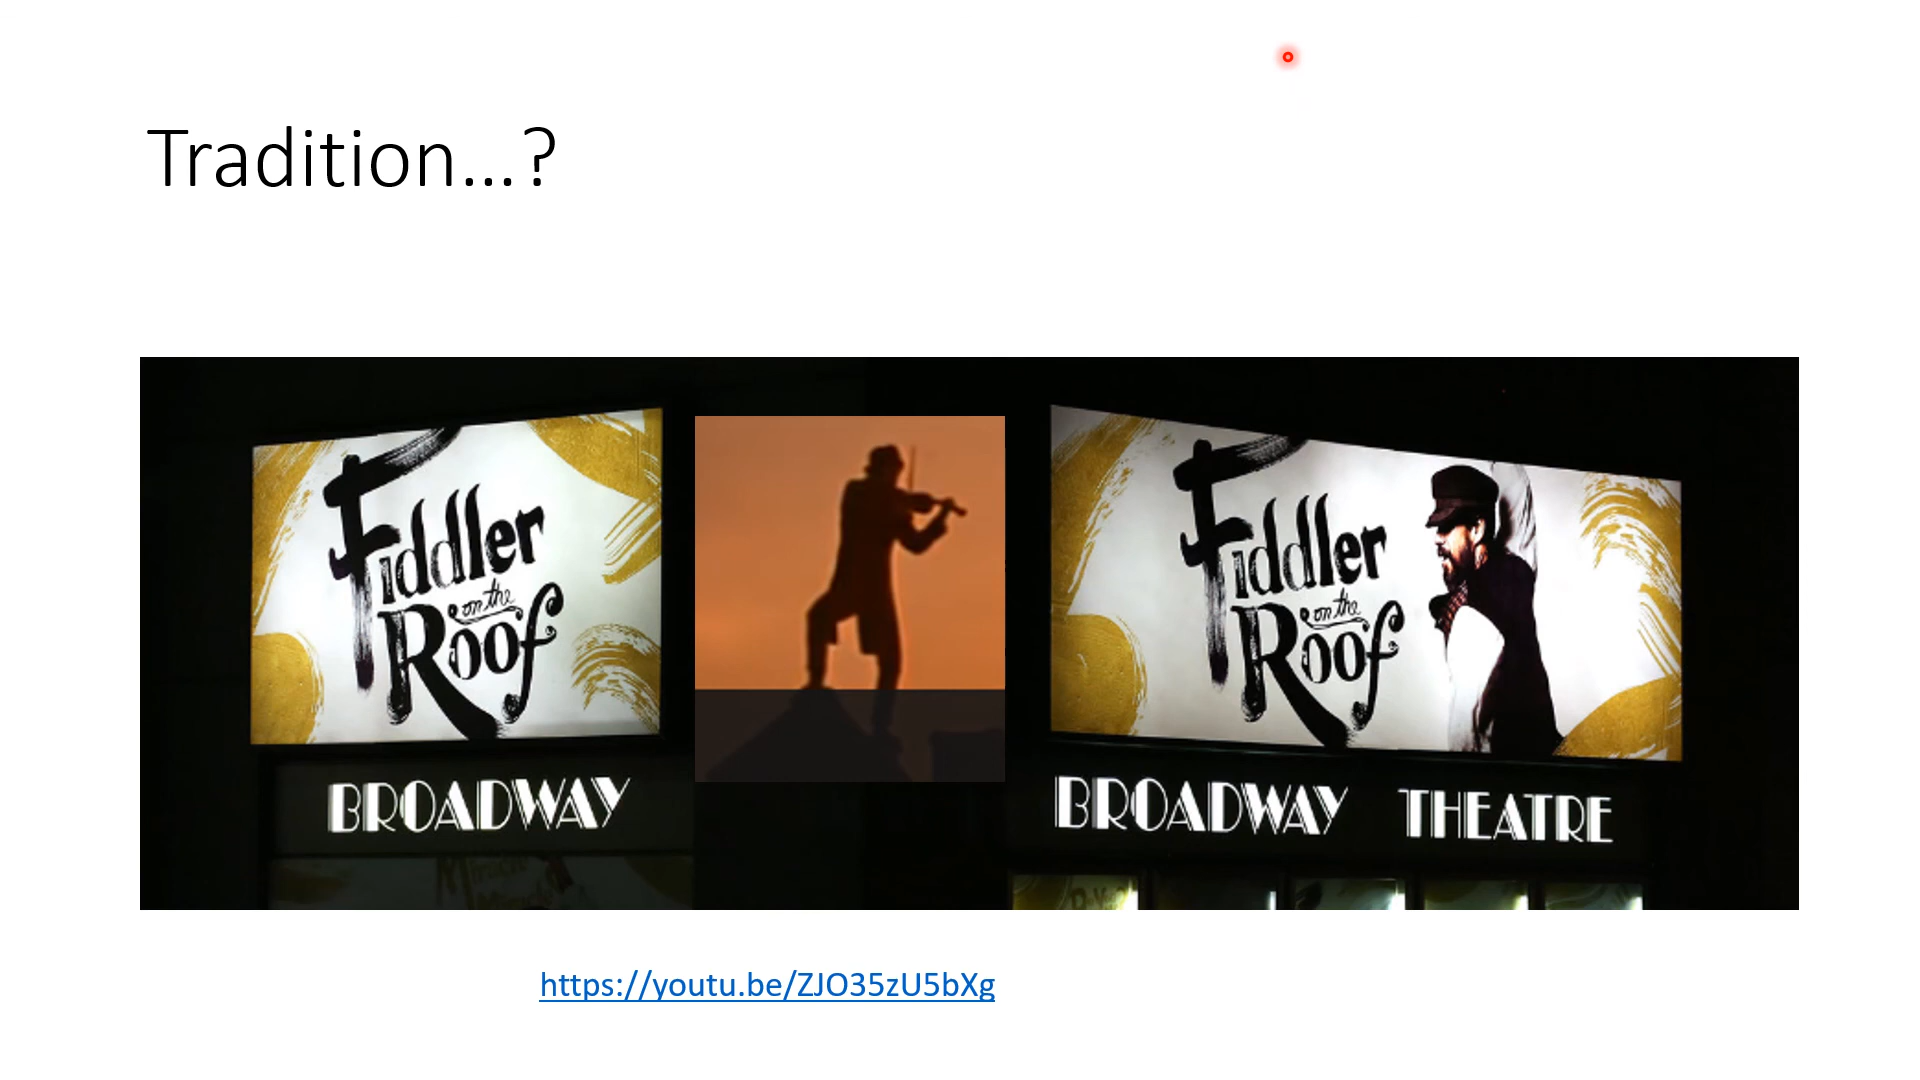 Tradition…?
Fiddler
on the
Roof
BROADWAY
Fiddler
on the
Roof
BROADWAY THEATRE
https://youtu.be/ZJO35zU5bXg